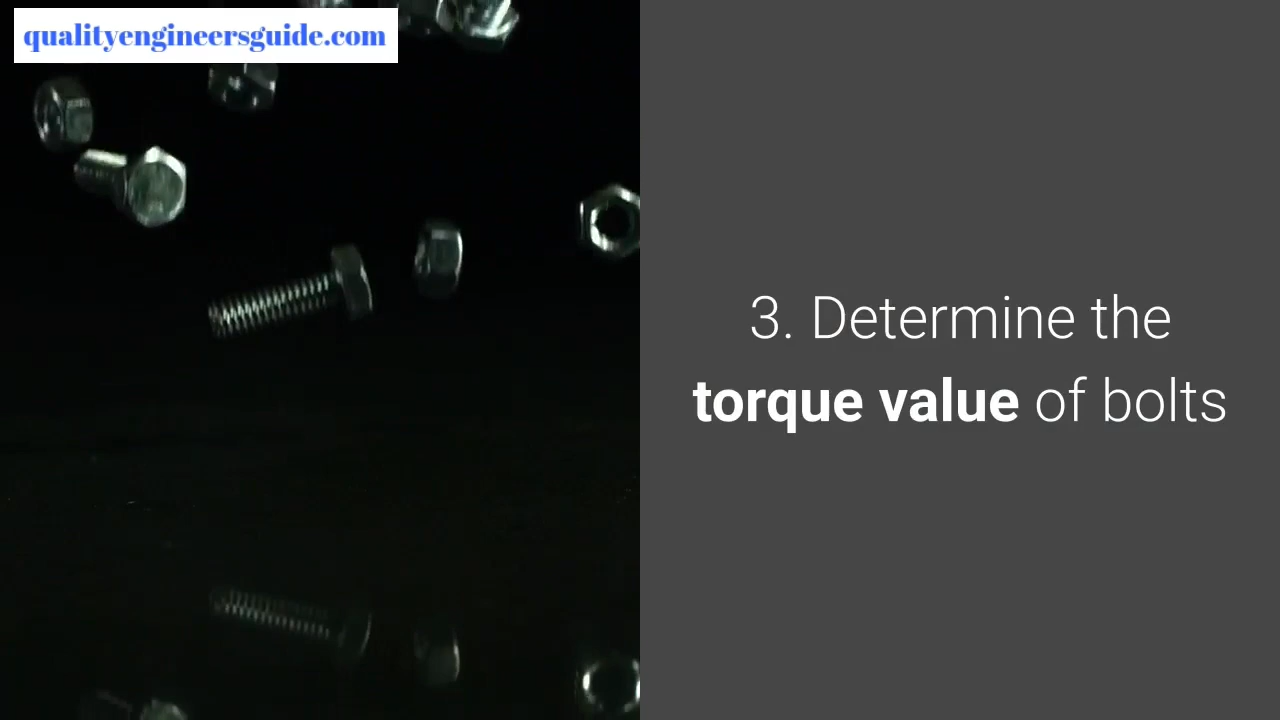 qualityengineersguide.com
3. Determine the
torque value of bolts